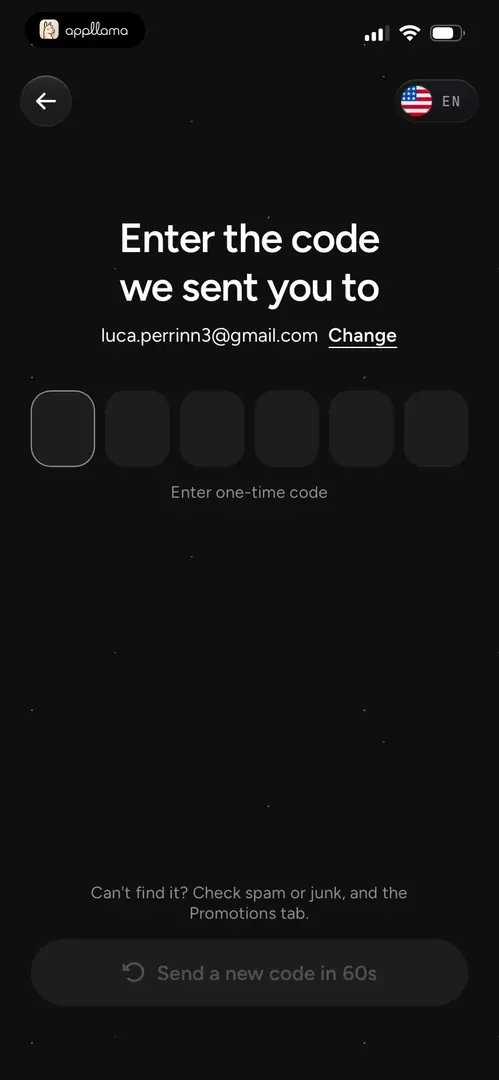 appllama
EN
Enter the code
we sent you to
luca.perrinn3@gmail.com Change
Enter one-time code
Can't find it? Check spam or junk, and the
Promotions tab.
Send a new code in 60s